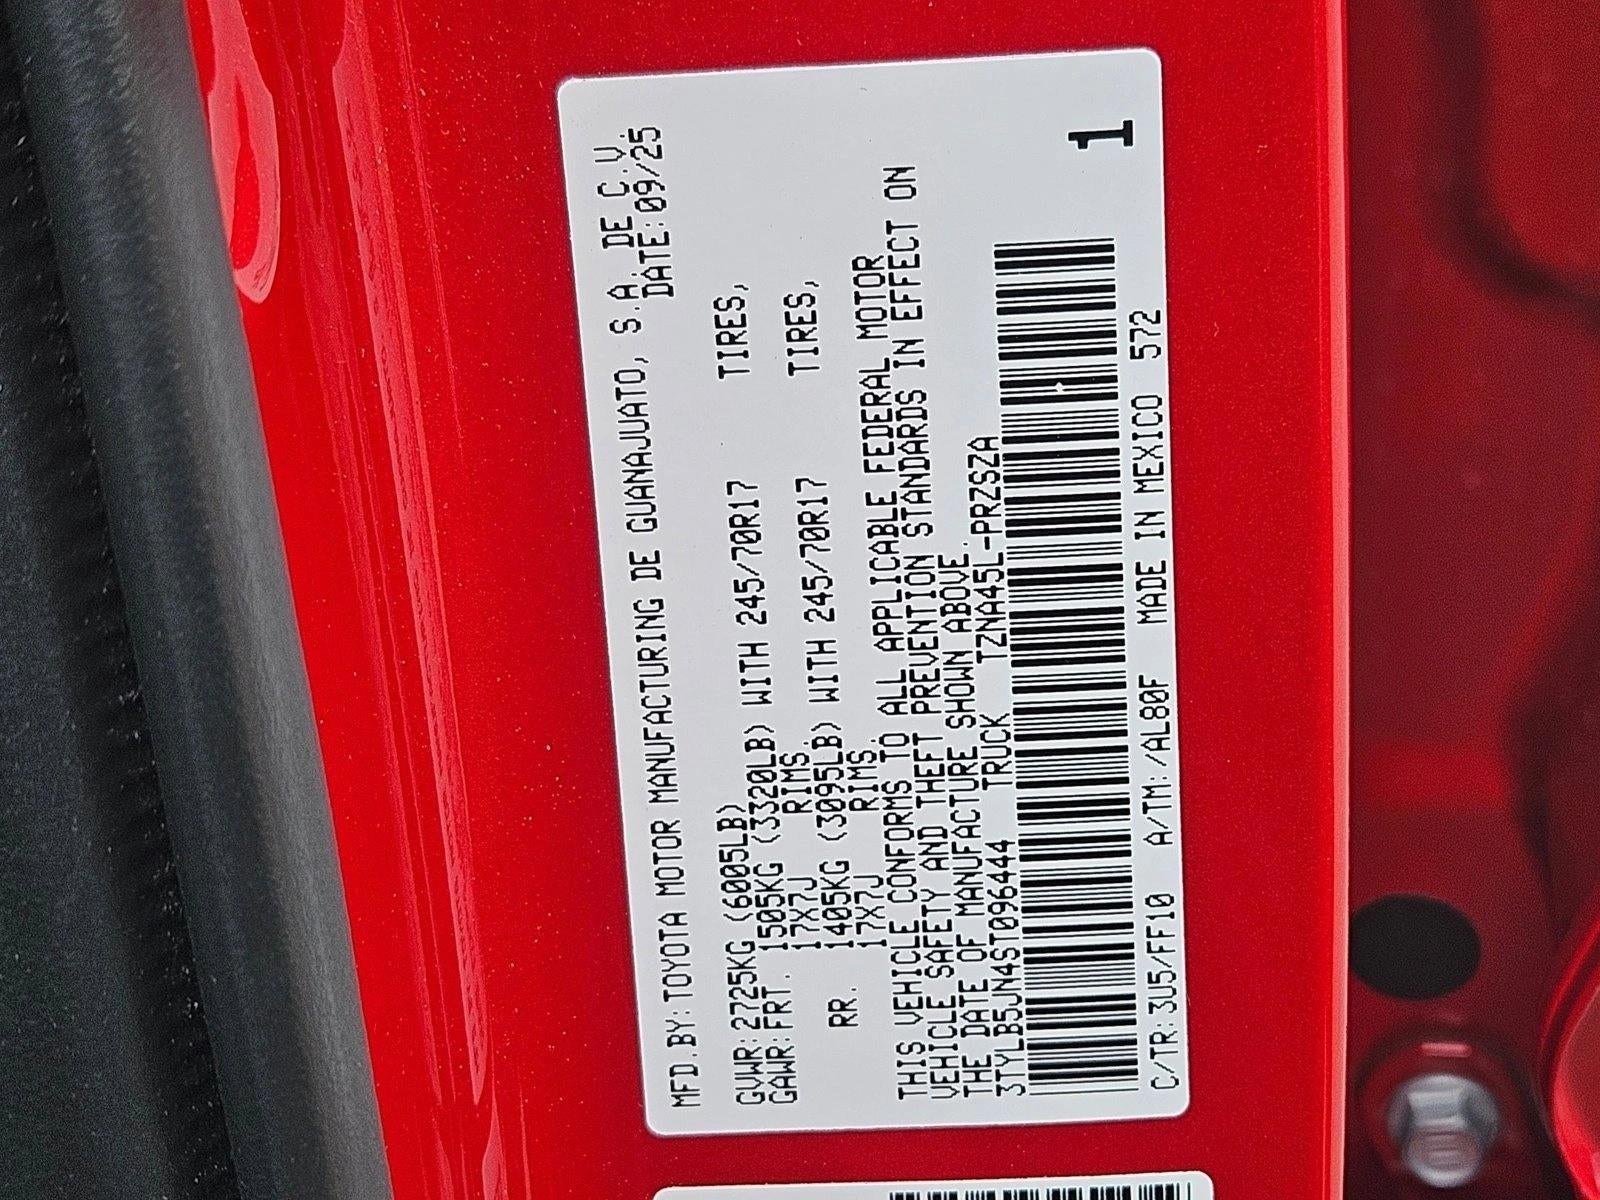 MFD.BY:TOYOTA MOTOR MANUFACTURING DE GUANAJUATO, S.A. DE C.V.
DATE:09/25
GVWR:2725KG (6005LB)
GAWR:FRT. 1505KG (3320LB) WITH 245/70R17 TIRES,
17X7J RIMS.
RR. 1405KG (3095LB) WITH 245/70R17 TIRES,
17X7J RIMS.
THIS VEHICLE CONFORMS TO ALL APPLICABLE FEDERAL MOTOR
VEHICLE SAFETY AND THEFT PREVENTION STANDARDS IN EFFECT ON
THE DATE OF MANUFACTURE SHOWN ABOVE.
3TYLB5JN4ST096444 TRUCK TZNA45L-PRZSZA
C/TR:3U5/FF10 A/TM:/AL80F MADE IN MEXICO 572
1